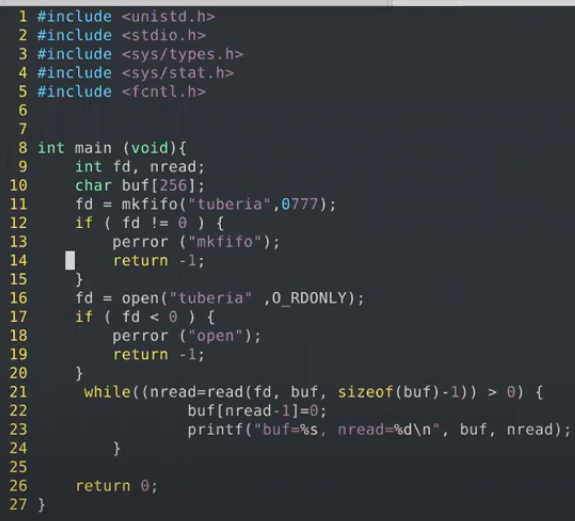 1 #include <unistd.h>
2 #include <stdio.h>
3 #include <sys/types.h>
4 #include <sys/stat.h>
5 #include <fcntl.h>
6
7
8 int main (void){
9     int fd, nread;
10     char buf[256];
11     fd = mkfifo("tuberia",0777);
12     if ( fd != 0 ) {
13         perror ("mkfifo");
14         return -1;
15     }
16     fd = open("tuberia" ,O_RDONLY);
17     if ( fd < 0 ) {
18         perror ("open");
19         return -1;
20     }
21      while((nread=read(fd, buf, sizeof(buf)-1)) > 0) {
22                 buf[nread-1]=0;
23                 printf("buf=%s, nread=%d\n", buf, nread);
24         }
25
26     return 0;
27 }